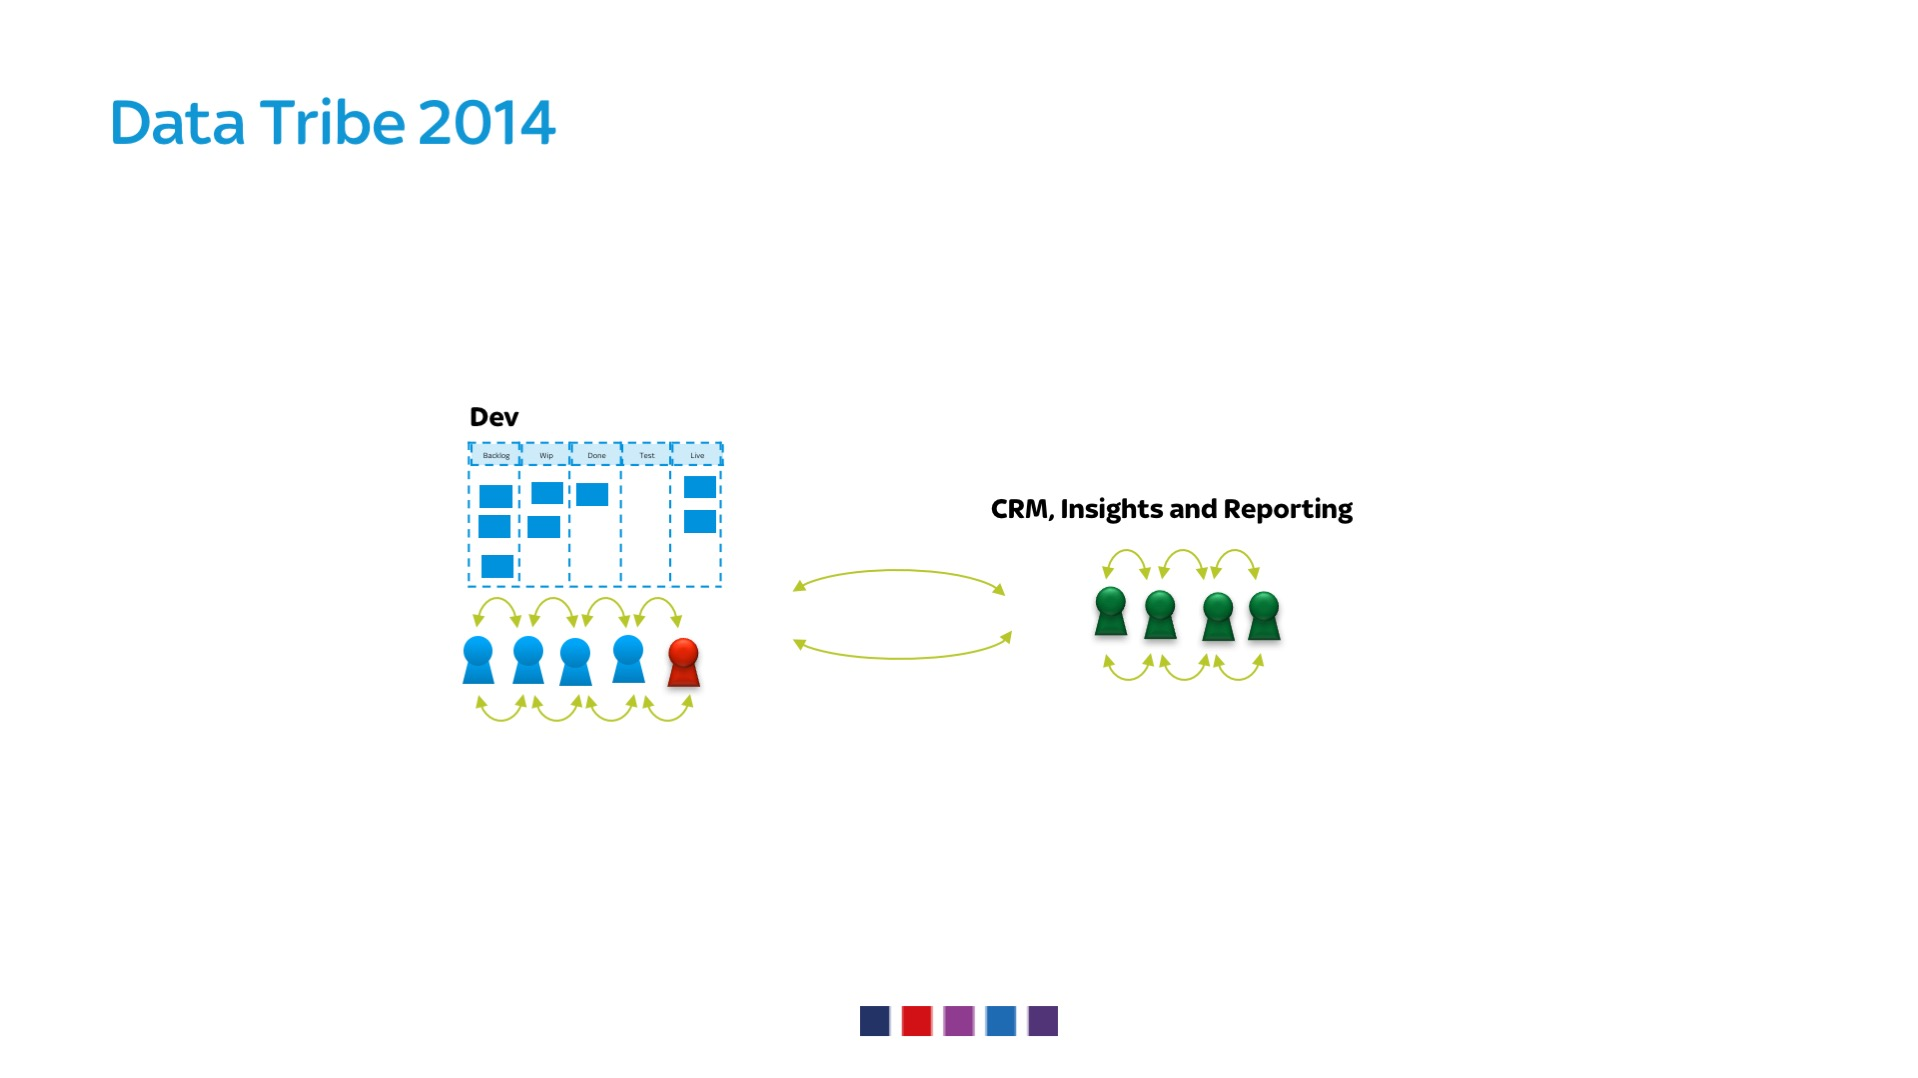 Data Tribe 2014
Dev
Backlog Wip Done Test Live
CRM, Insights and Reporting